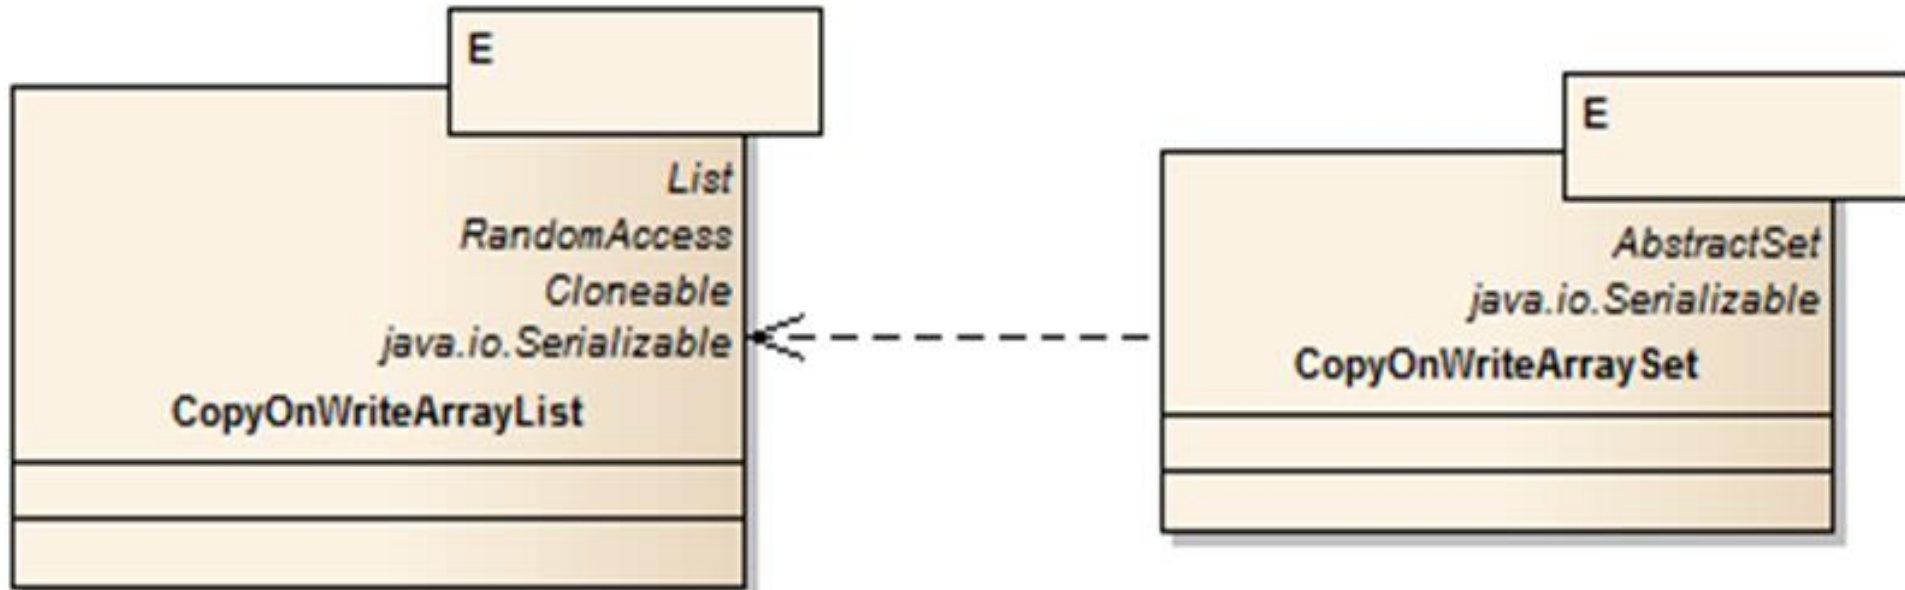 E
List
RandomAccess
Cloneable
java.io.Serializable
CopyOnWriteArrayList
E
AbstractSet
java.io.Serializable
CopyOnWriteArraySet